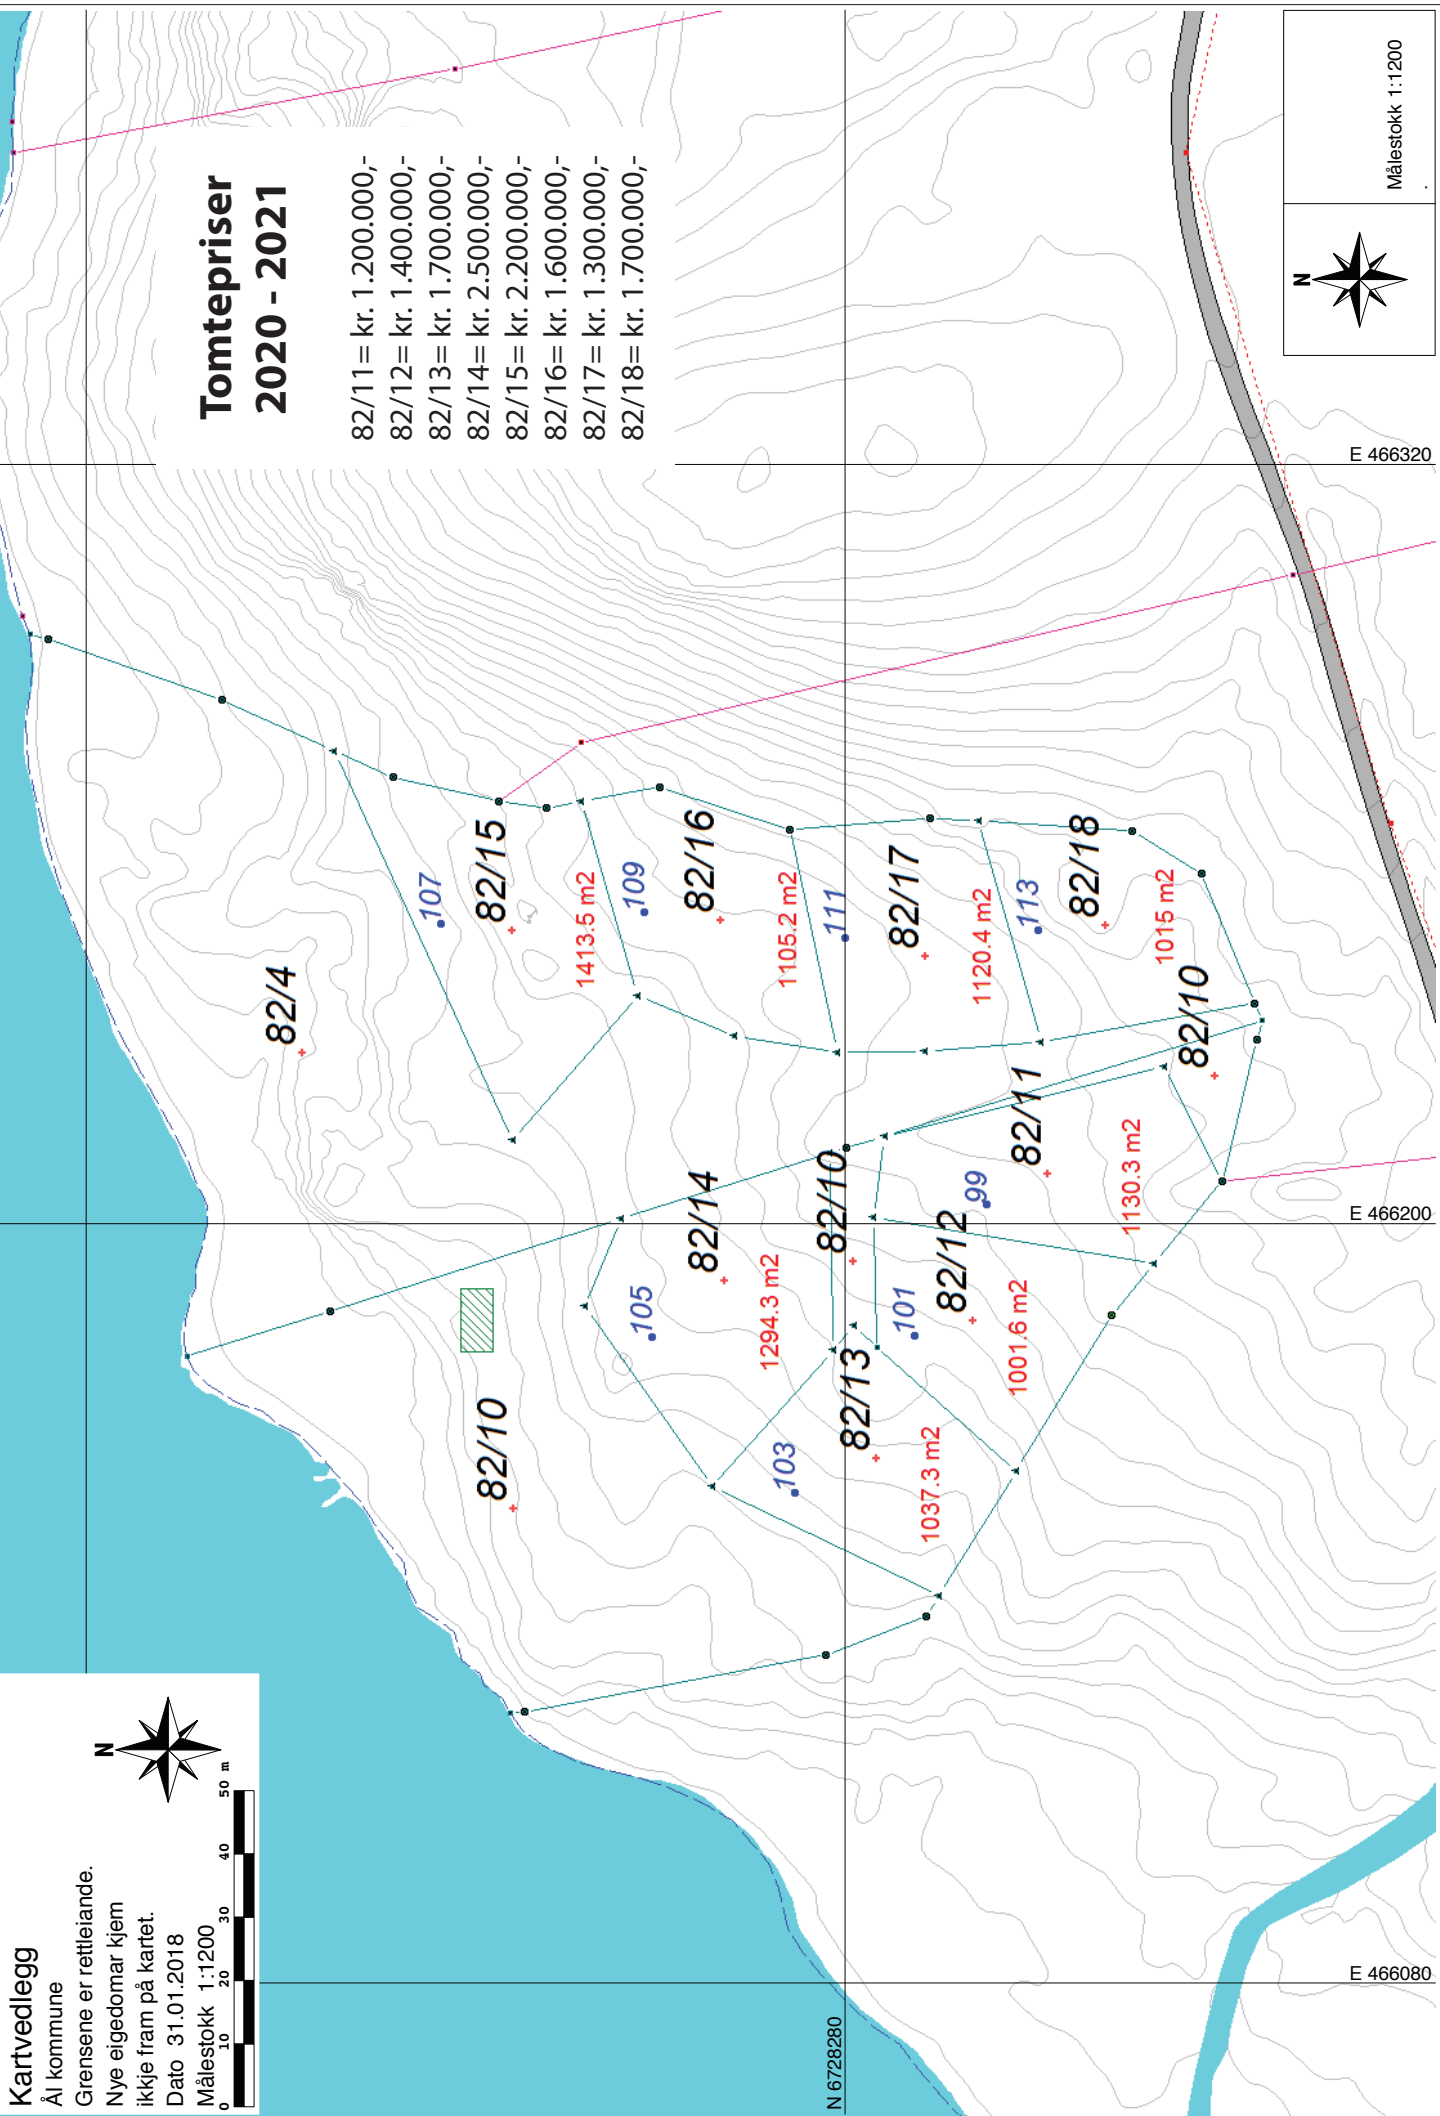 Kartvedlegg
Ål kommune
Grensene er rettleiande.
Nye eigedomar kjem
ikkje fram på kartet.
Dato 31.01.2018
Målestokk 1:1200
0 10 20 30 40 50 m
N
Tomtepriser
2020 - 2021
82/11= kr. 1.200.000,-
82/12= kr. 1.400.000,-
82/13= kr. 1.700.000,-
82/14= kr. 2.500.000,-
82/15= kr. 2.200.000,-
82/16= kr. 1.600.000,-
82/17= kr. 1.300.000,-
82/18= kr. 1.700.000,-
82/4
107
82/15
1413.5 m2
109
82/16
1105.2 m2
111
82/17
1120.4 m2
113
82/18
1015 m2
82/10
82/10
105
82/14
1294.3 m2
82/10
103
82/13
1037.3 m2
101
82/12
1001.6 m2
99
82/11
1130.3 m2
N 6728280
E 466080
E 466200
E 466320
N
Målestokk 1:1200
.